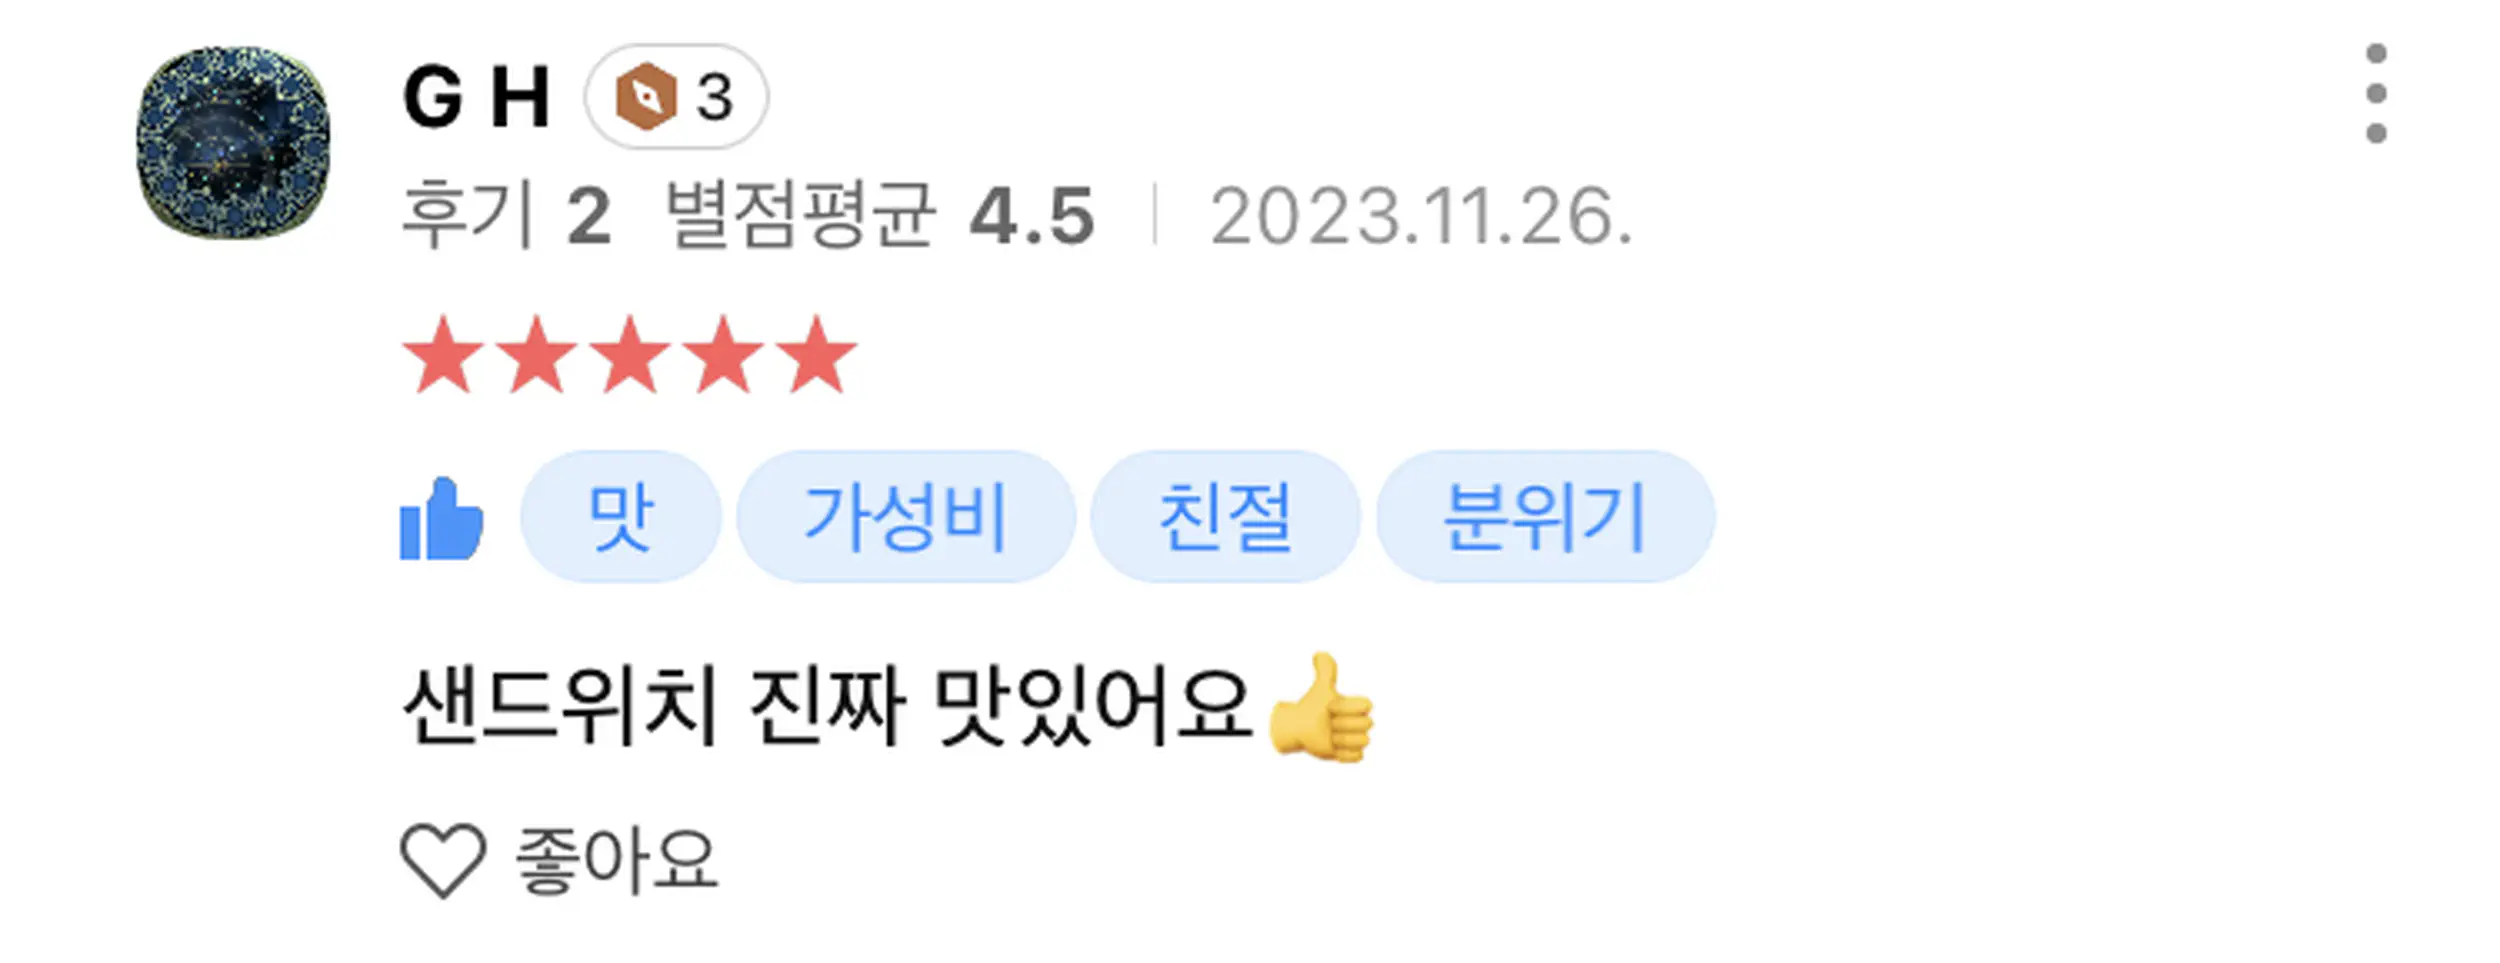 G H 3
후기 2 별점평균 4.5 2023.11.26.
★★★★★
맛 가성비 친절 분위기
샌드위치 진짜 맛있어요👍
좋아요